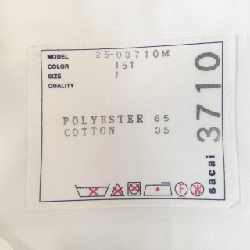 MODEL 25-03710M
COLOR 151
SIZE 1
QUALITY
POLYESTER 65
COTTON 35
sacai 3710